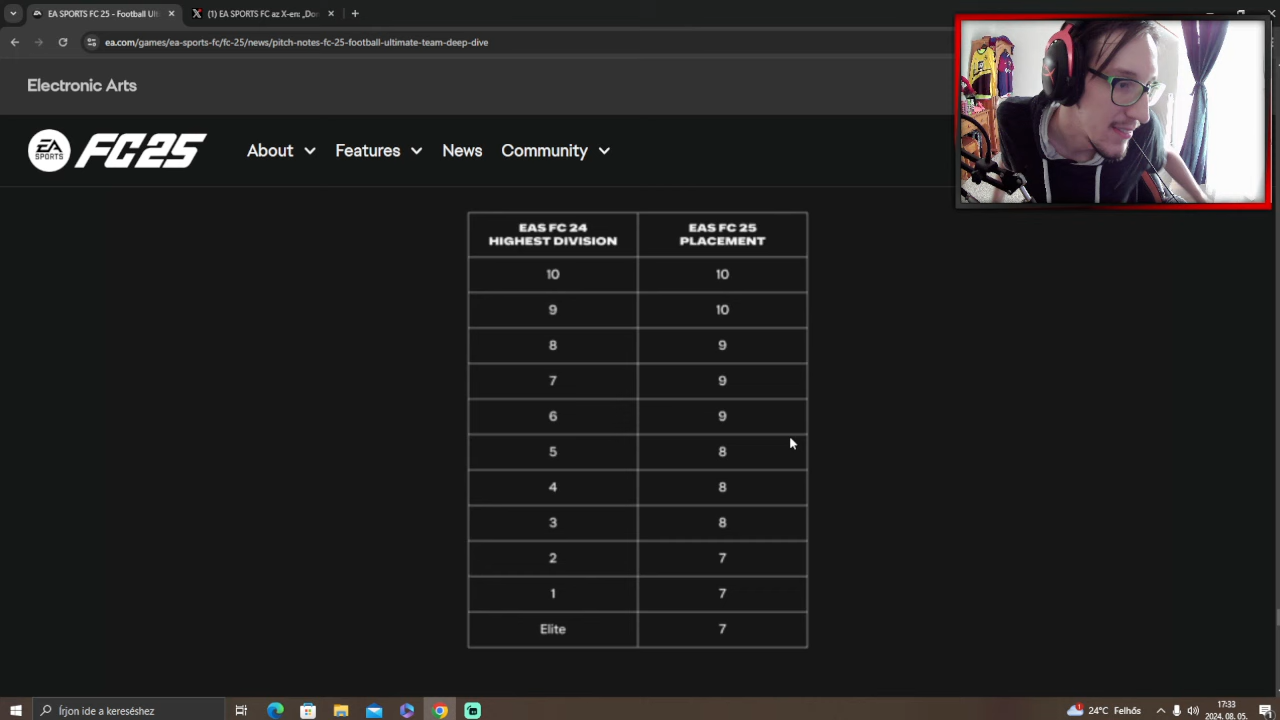 EA SPORTS FC 25 - Football Ult
(1) EA SPORTS FC az X-en: „Don
ea.com/games/ea-sports-fc/fc-25/news/pitch-notes-fc-25-football-ultimate-team-deep-dive
Electronic Arts
EA SPORTS FC25 About Features News Community
EAS FC 24 HIGHEST DIVISION EAS FC 25 PLACEMENT
10 10
9 10
8 9
7 9
6 9
5 8
4 8
3 8
2 7
1 7
Elite 7
Írjon ide a kereséshez
24°C Felhős
17:33
2024. 08. 05.